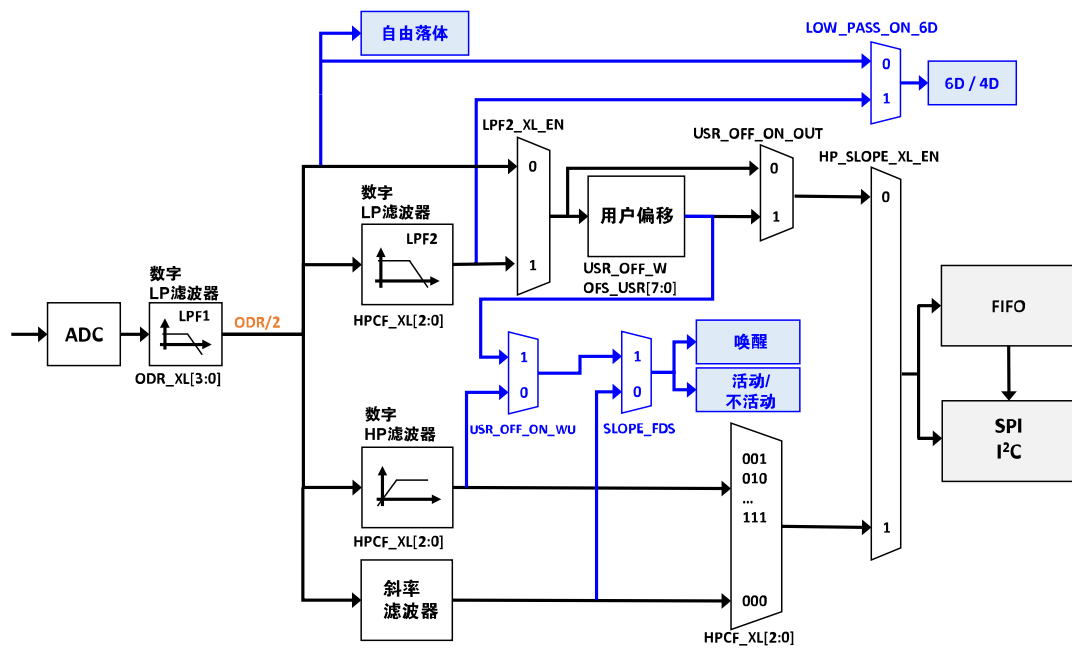 自由落体
LOW_PASS_ON_6D
0
1
6D / 4D
LPF2_XL_EN
0
1
USR_OFF_ON_OUT
0
1
HP_SLOPE_XL_EN
0
1
数字
LP滤波器
LPF2
HPCF_XL[2:0]
用户偏移
USR_OFF_W
OFS_USR[7:0]
ADC
数字
LP滤波器
LPF1
ODR_XL[3:0]
ODR/2
1
0
USR_OFF_ON_WU
1
0
SLOPE_FDS
唤醒
活动/
不活动
FIFO
SPI
I²C
数字
HP滤波器
HPCF_XL[2:0]
斜率
滤波器
001
010
...
111
000
HPCF_XL[2:0]